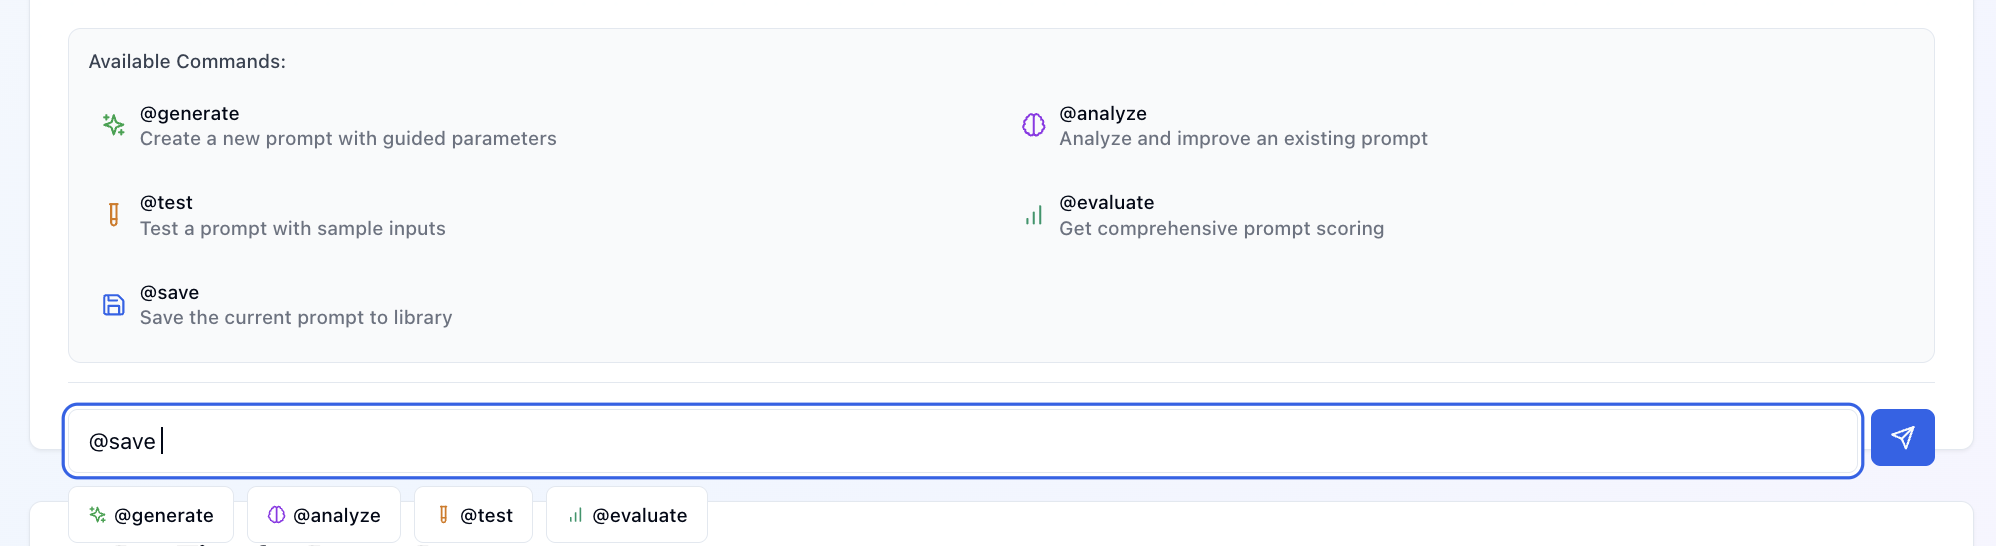 Available Commands:
@generate
Create a new prompt with guided parameters
@analyze
Analyze and improve an existing prompt
@test
Test a prompt with sample inputs
@evaluate
Get comprehensive prompt scoring
@save
Save the current prompt to library
@save
@generate
@analyze
@test
@evaluate